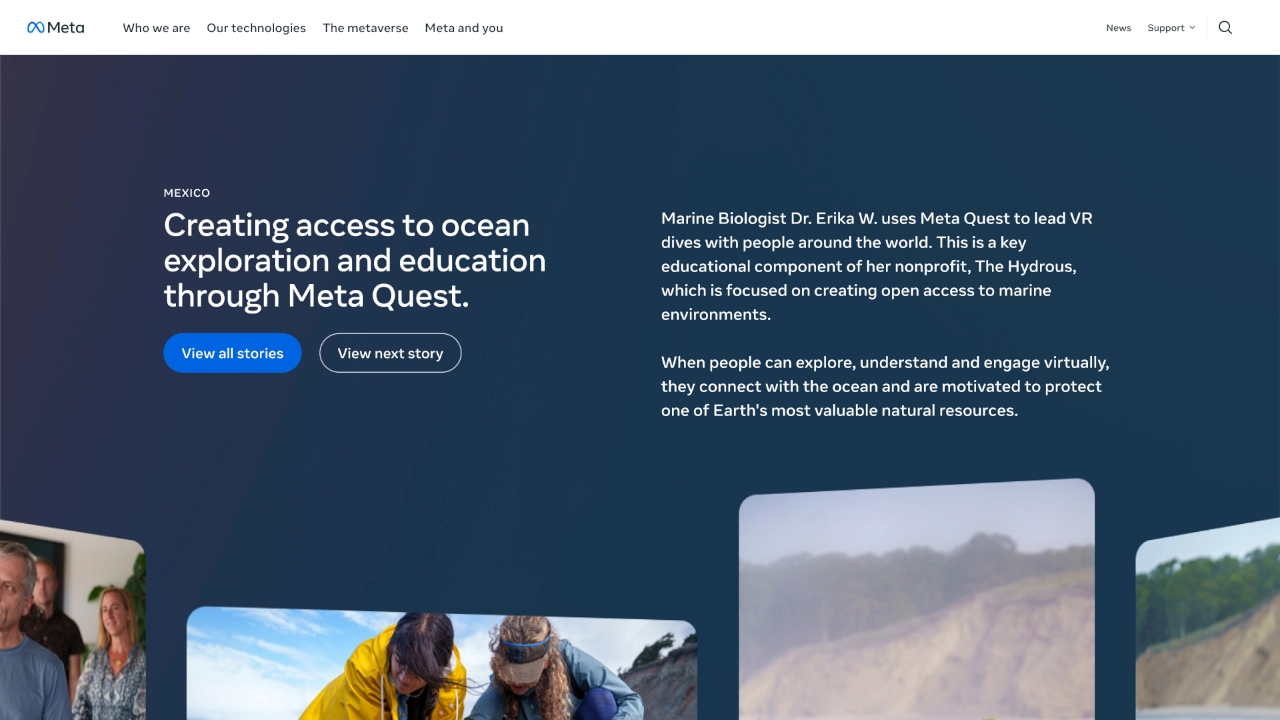 Meta
Who we are
Our technologies
The metaverse
Meta and you
News
Support
MEXICO
Creating access to ocean
exploration and education
through Meta Quest.
View all stories
View next story
Marine Biologist Dr. Erika W. uses Meta Quest to lead VR
dives with people around the world. This is a key
educational component of her nonprofit, The Hydrous,
which is focused on creating open access to marine
environments.
When people can explore, understand and engage virtually,
they connect with the ocean and are motivated to protect
one of Earth's most valuable natural resources.